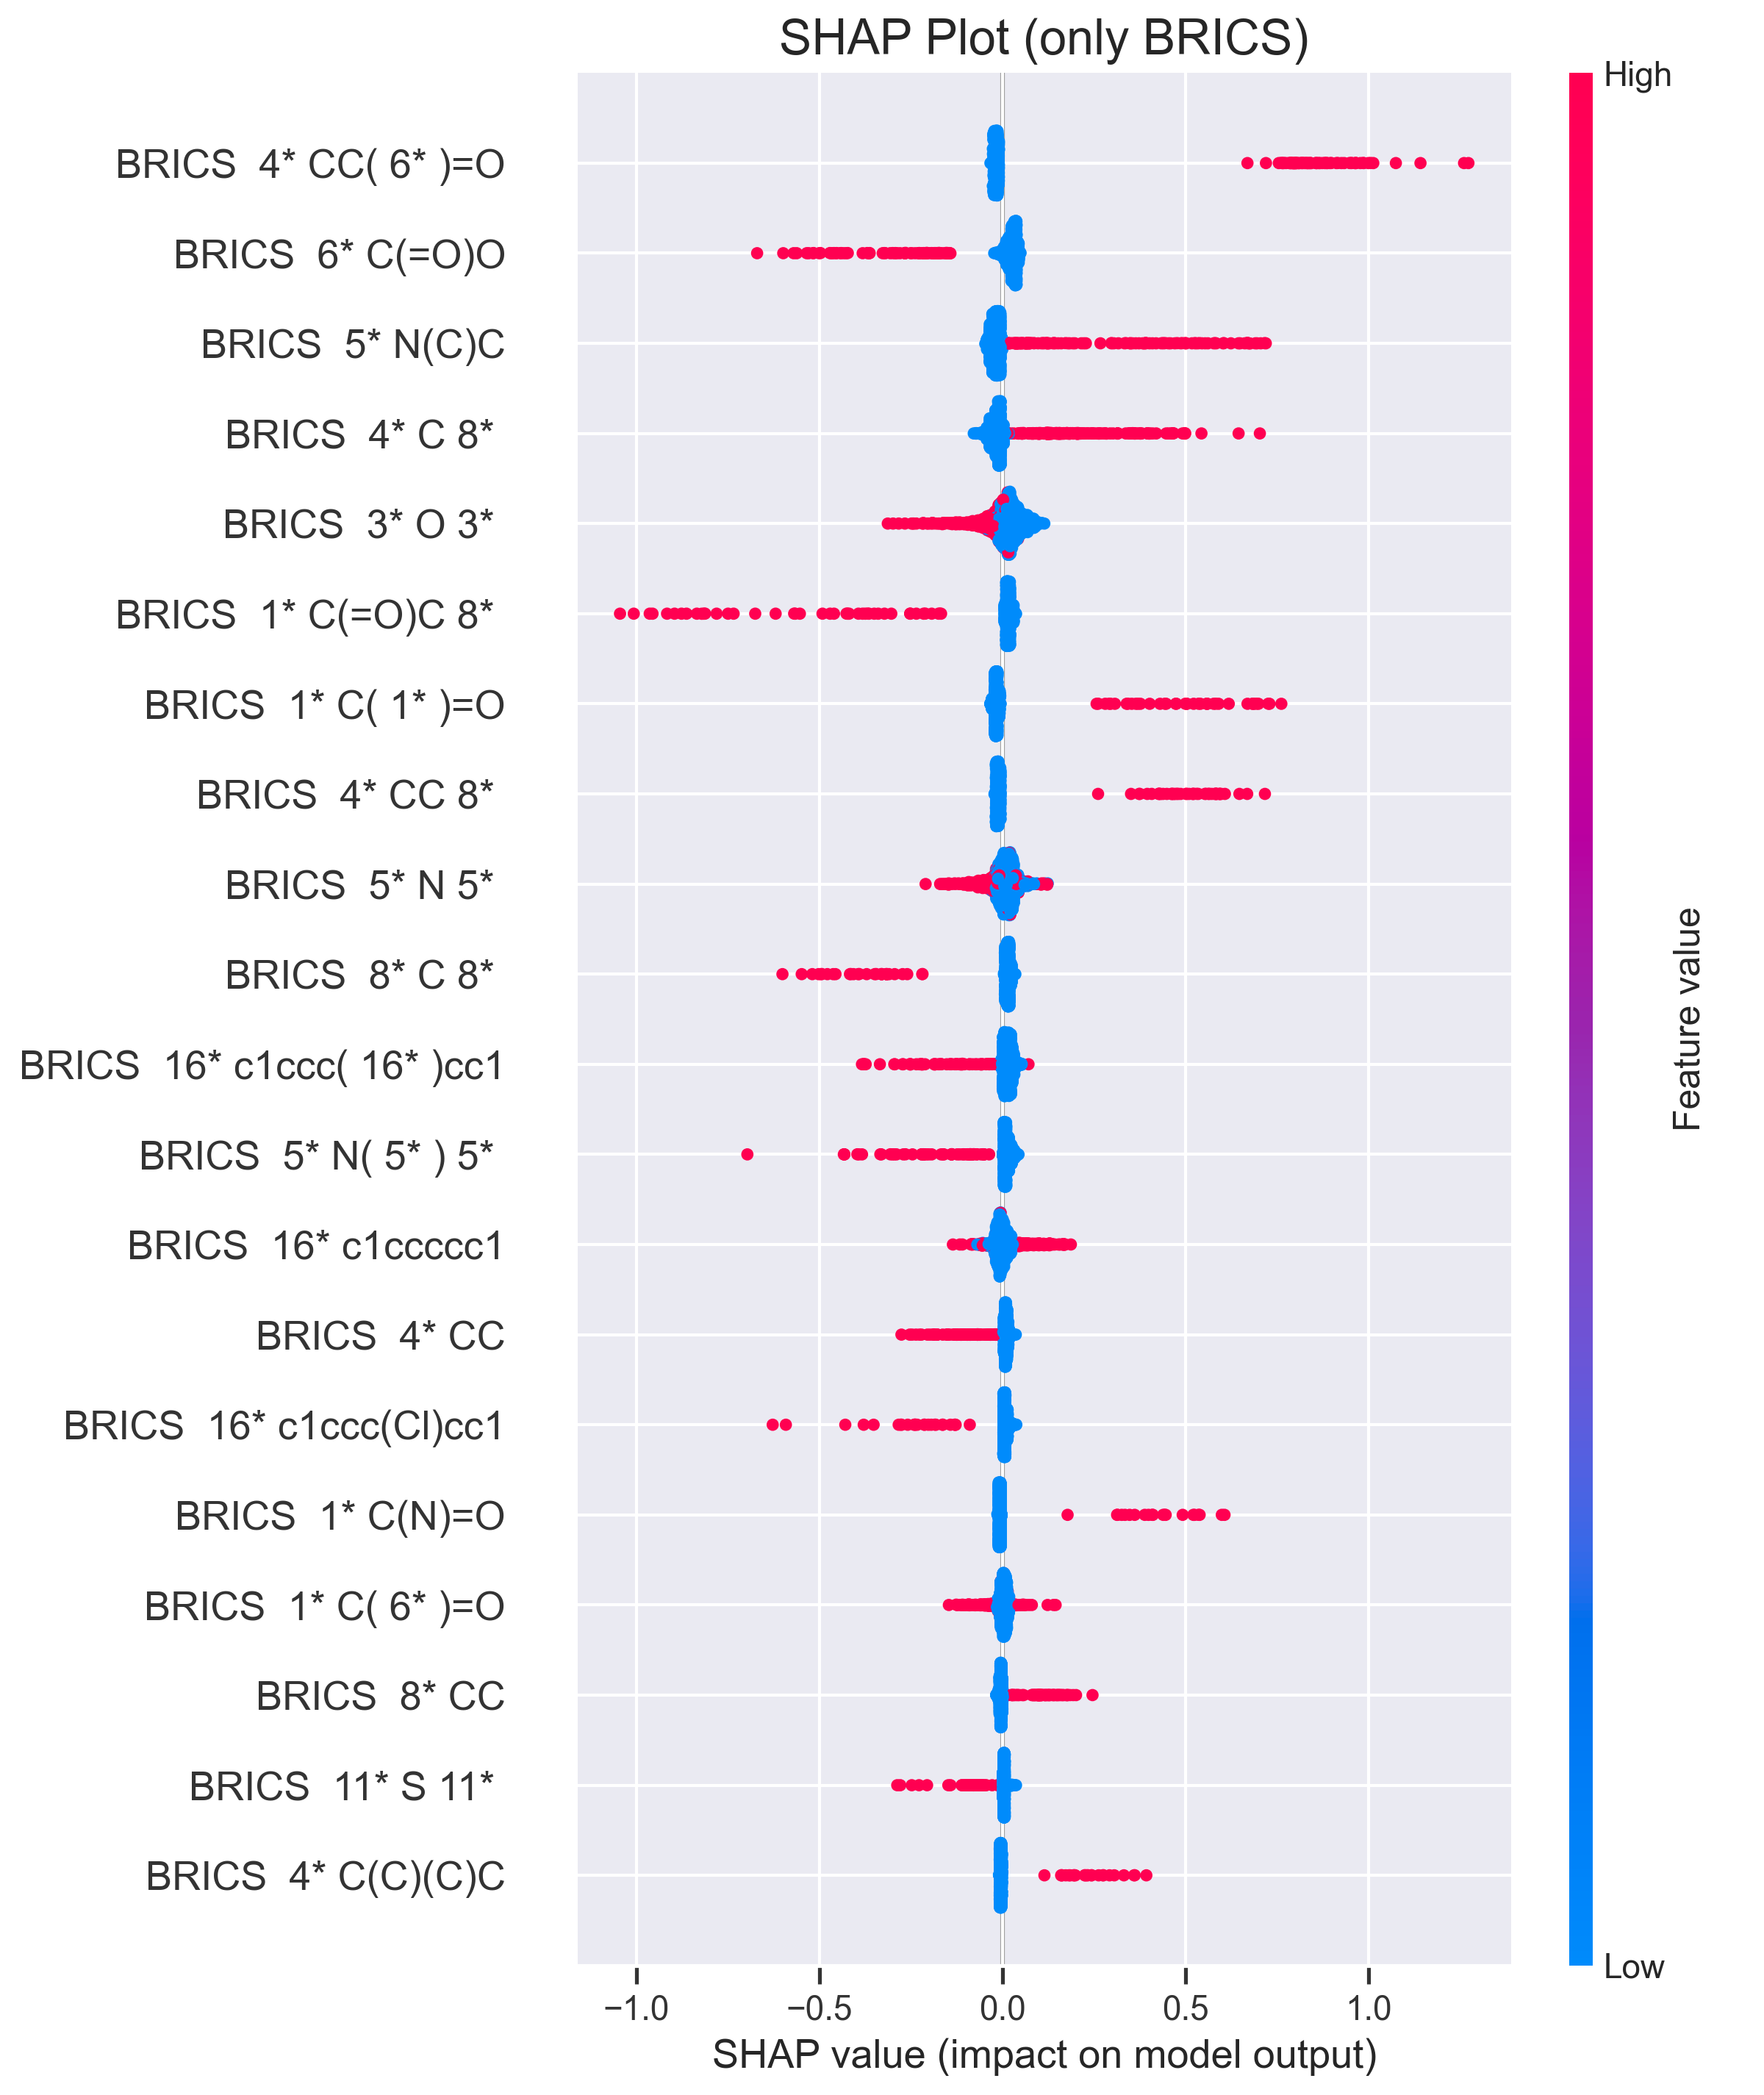 SHAP Plot (only BRICS)
High
BRICS  4* CC( 6* )=O
BRICS  6* C(=O)O
BRICS  5* N(C)C
BRICS  4* C 8*
BRICS  3* O 3*
BRICS  1* C(=O)C 8*
BRICS  1* C( 1* )=O
BRICS  4* CC 8*
BRICS  5* N 5*
BRICS  8* C 8*
BRICS  16* c1ccc( 16* )cc1
BRICS  5* N( 5* ) 5*
BRICS  16* c1ccccc1
BRICS  4* CC
BRICS  16* c1ccc(Cl)cc1
BRICS  1* C(N)=O
BRICS  1* C( 6* )=O
BRICS  8* CC
BRICS  11* S 11*
BRICS  4* C(C)(C)C
Feature value
Low
−1.0 −0.5 0.0 0.5 1.0
SHAP value (impact on model output)